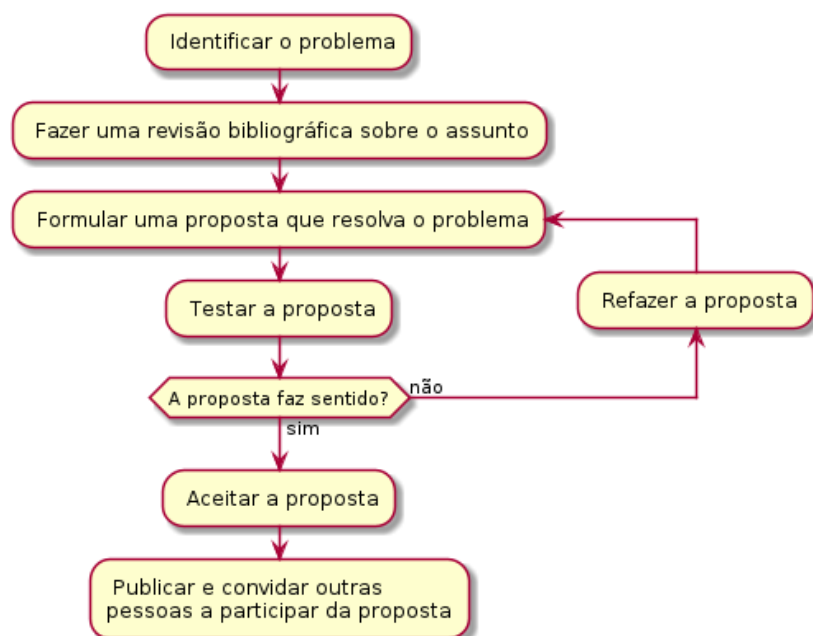 Identificar o problema
Fazer uma revisão bibliográfica sobre o assunto
Formular uma proposta que resolva o problema
Testar a proposta
Refazer a proposta
A proposta faz sentido?
não
sim
Aceitar a proposta
Publicar e convidar outras
pessoas a participar da proposta